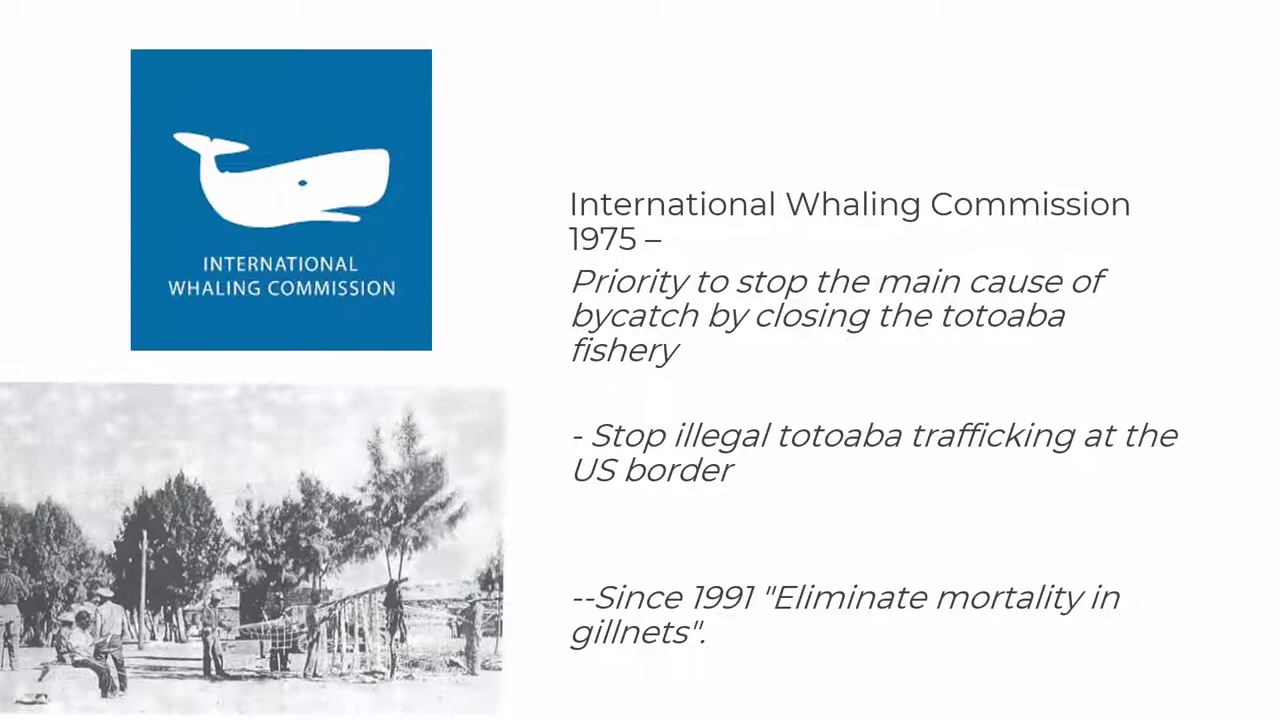 INTERNATIONAL
WHALING COMMISSION
International Whaling Commission
1975 –
Priority to stop the main cause of
bycatch by closing the totoaba
fishery
- Stop illegal totoaba trafficking at the
US border
--Since 1991 "Eliminate mortality in
gillnets".